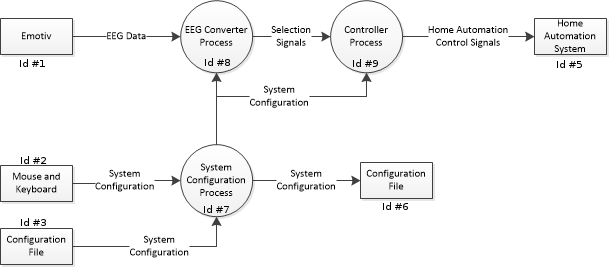 Emotiv
Id #1
EEG Data
EEG Converter
Process
Id #8
Selection
Signals
Controller
Process
Id #9
Home Automation
Control Signals
Home
Automation
System
Id #5
System
Configuration
Id #2
Mouse and
Keyboard
System
Configuration
System
Configuration
Process
Id #7
System
Configuration
Configuration
File
Id #6
Id #3
Configuration
File
System
Configuration